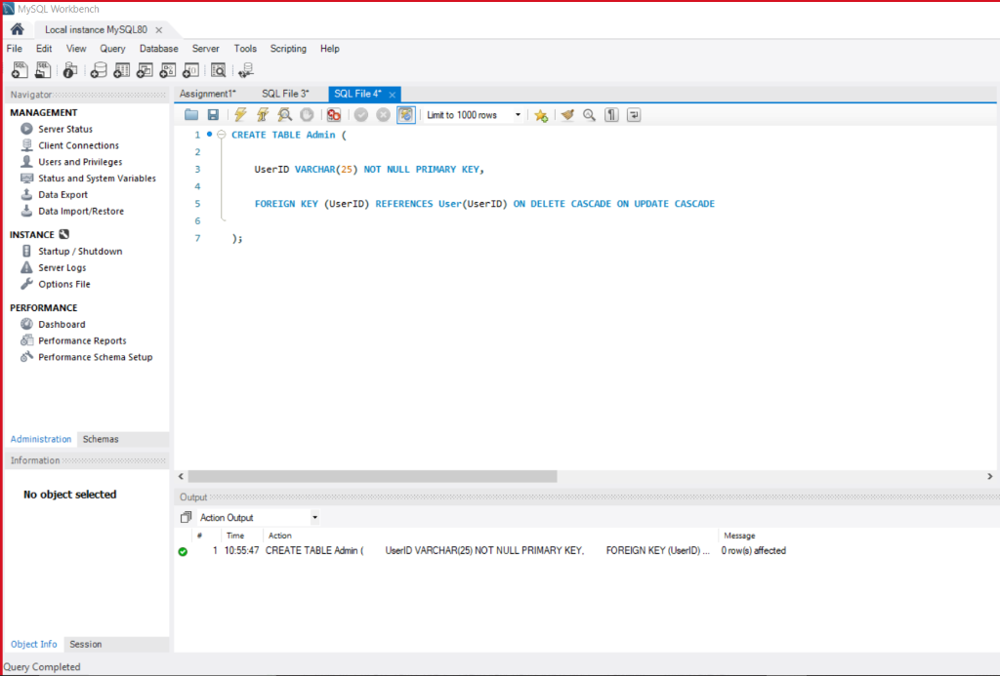 MySQL Workbench
Local instance MySQL80
File Edit View Query Database Server Tools Scripting Help
Navigator
MANAGEMENT
Server Status
Client Connections
Users and Privileges
Status and System Variables
Data Export
Data Import/Restore
INSTANCE
Startup / Shutdown
Server Logs
Options File
PERFORMANCE
Dashboard
Performance Reports
Performance Schema Setup
Administration Schemas
Information
No object selected
Object Info Session
Query Completed
Assignment1* SQL File 3* SQL File 4*
Limit to 1000 rows
1 CREATE TABLE Admin (
2
3 UserID VARCHAR(25) NOT NULL PRIMARY KEY,
4
5 FOREIGN KEY (UserID) REFERENCES User(UserID) ON DELETE CASCADE ON UPDATE CASCADE
6
7 );
Output
Action Output
# Time Action Message
1 10:55:47 CREATE TABLE Admin ( UserID VARCHAR(25) NOT NULL PRIMARY KEY, FOREIGN KEY (UserID) ... 0 row(s) affected